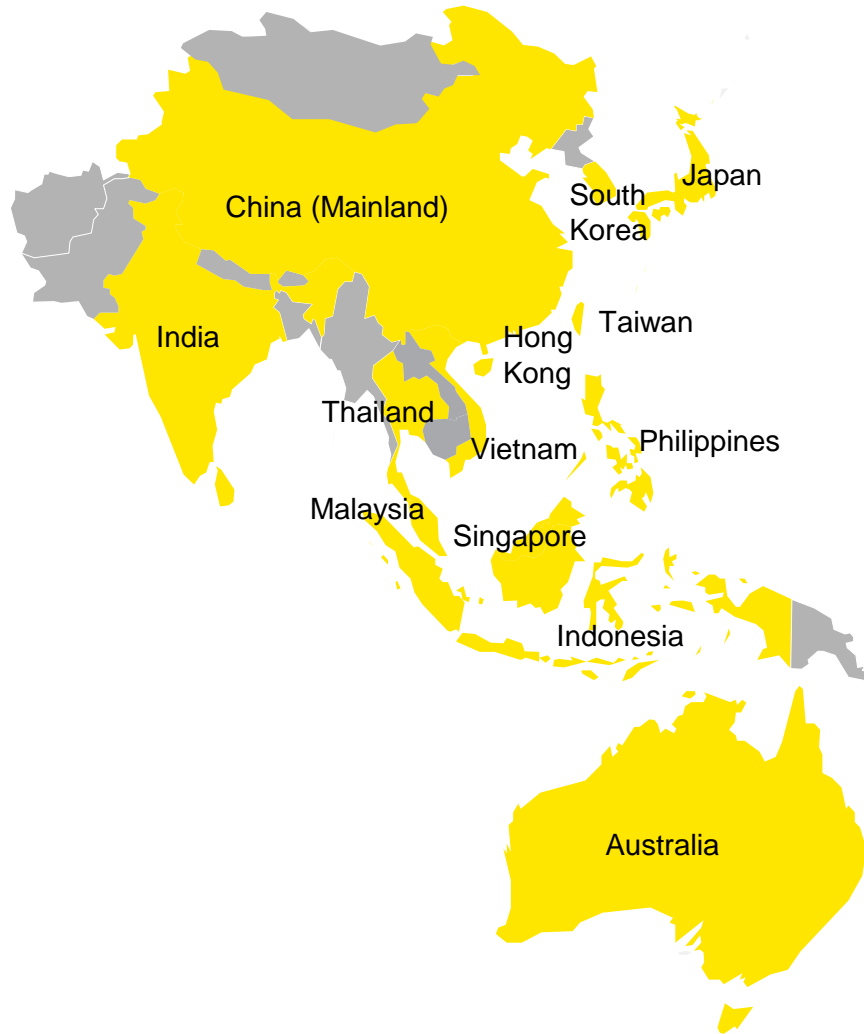 Japan
China (Mainland)
South
Korea
Taiwan
India
Hong
Kong
Thailand
Philippines
Vietnam
Malaysia
Singapore
Indonesia
Australia